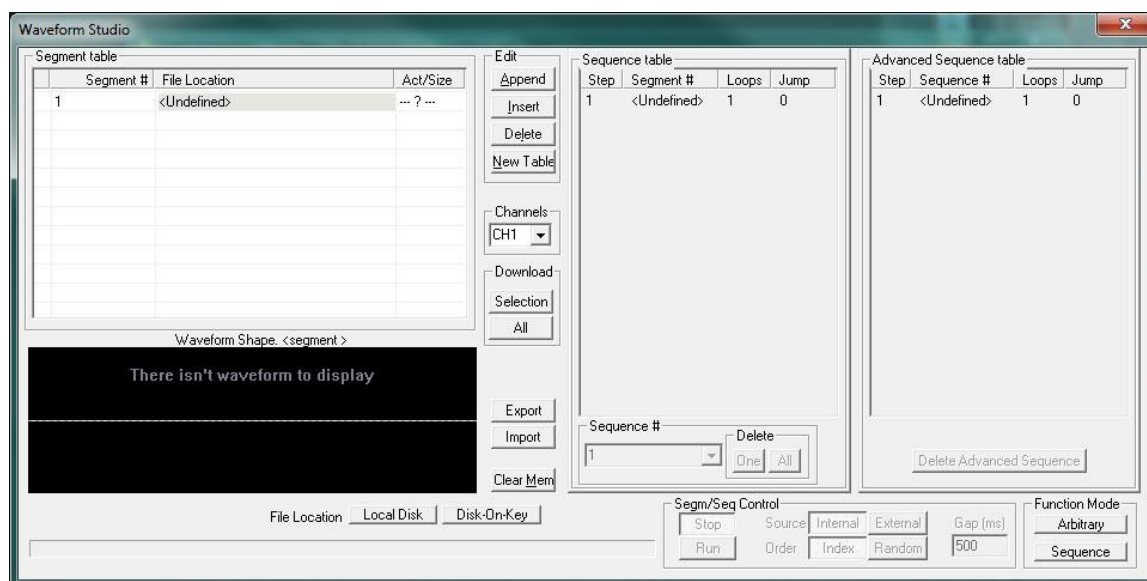 Waveform Studio
X
Segment table
Segment # File Location Act/Size
1 <Undefined> --- ? ---
Waveform Shape. <segment >
There isn't waveform to display
Edit
Append
Insert
Delete
New Table
Channels
CH1
Download
Selection
All
Export
Import
Clear Mem
File Location Local Disk Disk-On-Key
Sequence table
Step Segment # Loops Jump
1 <Undefined> 1 0
Sequence #
1
Delete
One All
Advanced Sequence table
Step Sequence # Loops Jump
1 <Undefined> 1 0
Delete Advanced Sequence
Segm/Seq Control
Stop Source Internal External Gap (ms)
Run Order Index Random 500
Function Mode
Arbitrary
Sequence